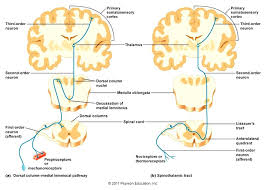 Primary
somatosensory
cortex
Third-order
neuron
Thalamus
Second-order
neuron
Dorsal column
nuclei
Medulla oblongata
Decussation of
medial lemniscus
Dorsal columns
Spinal cord
First-order
neuron (afferent)
Proprioceptors
or mechanoreceptors
(a) Dorsal column-medial lemniscal pathway
Primary
somatosensory
cortex
Third-order
neuron
Second-order
neuron
Lissauer's
tract
Anterolateral
quadrant
First-order
neuron
(afferent)
Nociceptors or
thermoreceptors
(b) Spinothalamic tract
© 2011 Pearson Education, Inc.